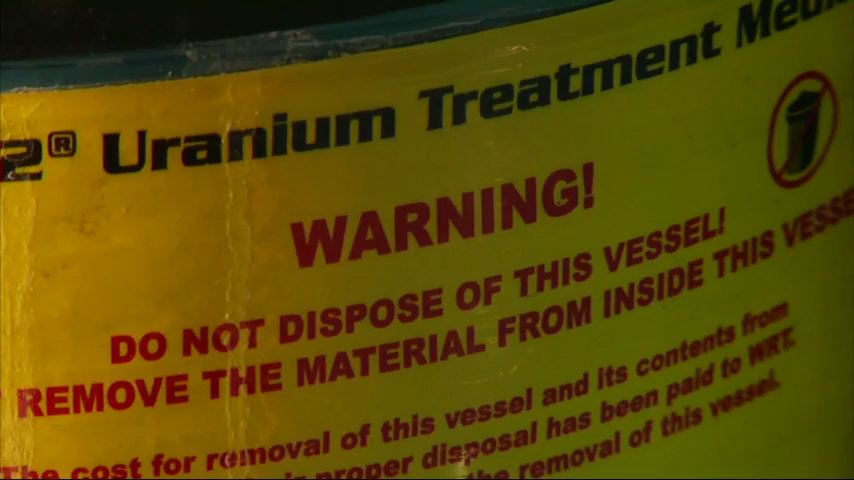 2® Uranium Treatment
WARNING!
DO NOT DISPOSE OF THIS VESSEL!
REMOVE THE MATERIAL FROM INSIDE THIS VESSE
The cost for removal of this vessel and its contents from
proper disposal has been paid to WRT.
the removal of this vessel.